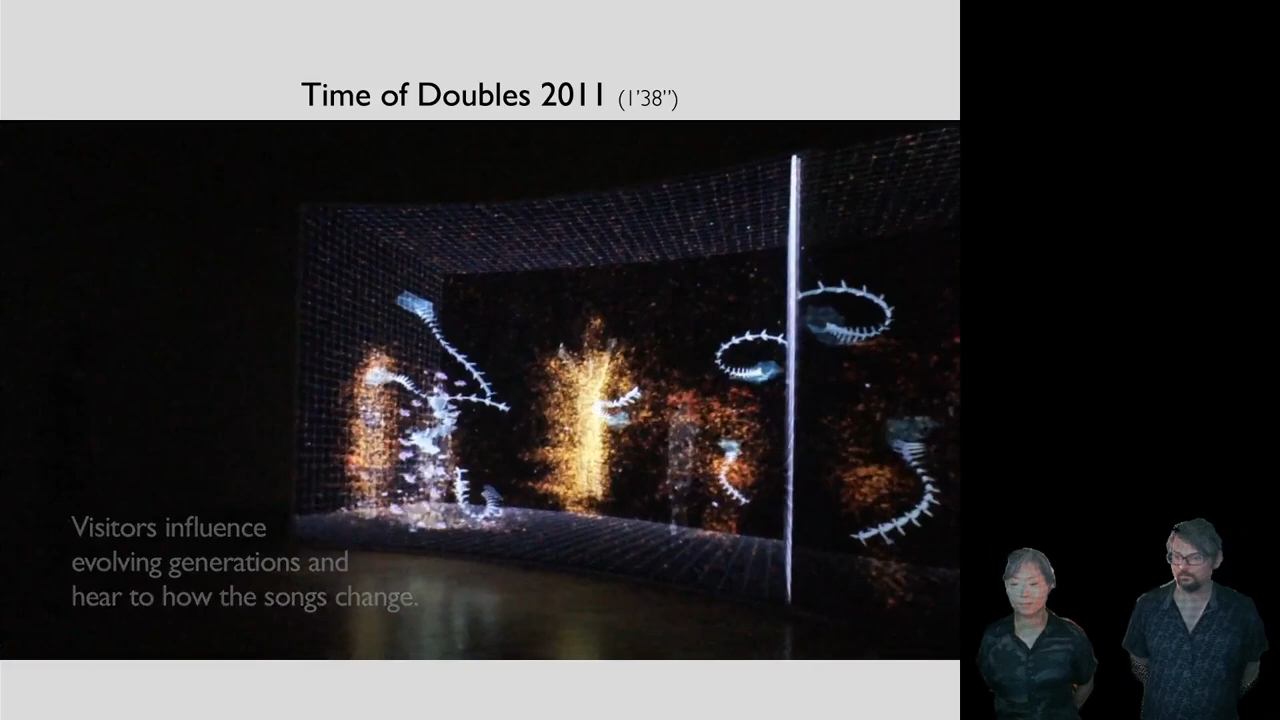 Time of Doubles 2011 (1’38”)
Visitors influence
evolving generations and
hear to how the songs change.